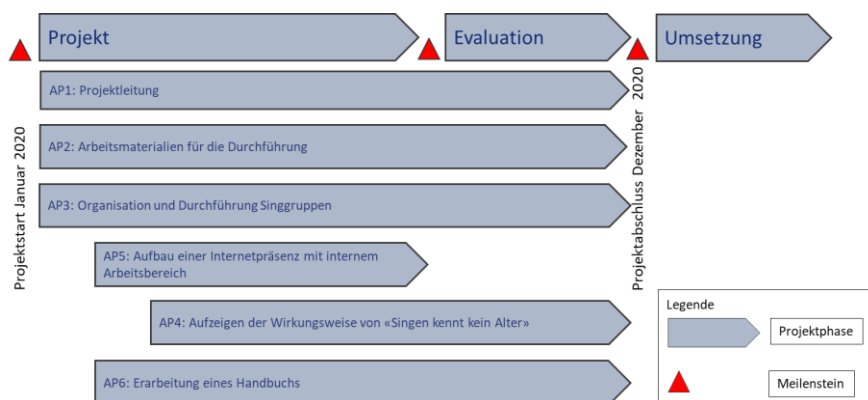 Projekt
Evaluation
Umsetzung
AP1: Projektleitung
AP2: Arbeitsmaterialien für die Durchführung
AP3: Organisation und Durchführung Singgruppen
AP5: Aufbau einer Internetpräsenz mit internem
Arbeitsbereich
AP4: Aufzeigen der Wirkungsweise von «Singen kennt kein Alter»
AP6: Erarbeitung eines Handbuchs
Projektstart Januar 2020
Projektabschluss Dezember 2020
Legende
Projektphase
Meilenstein